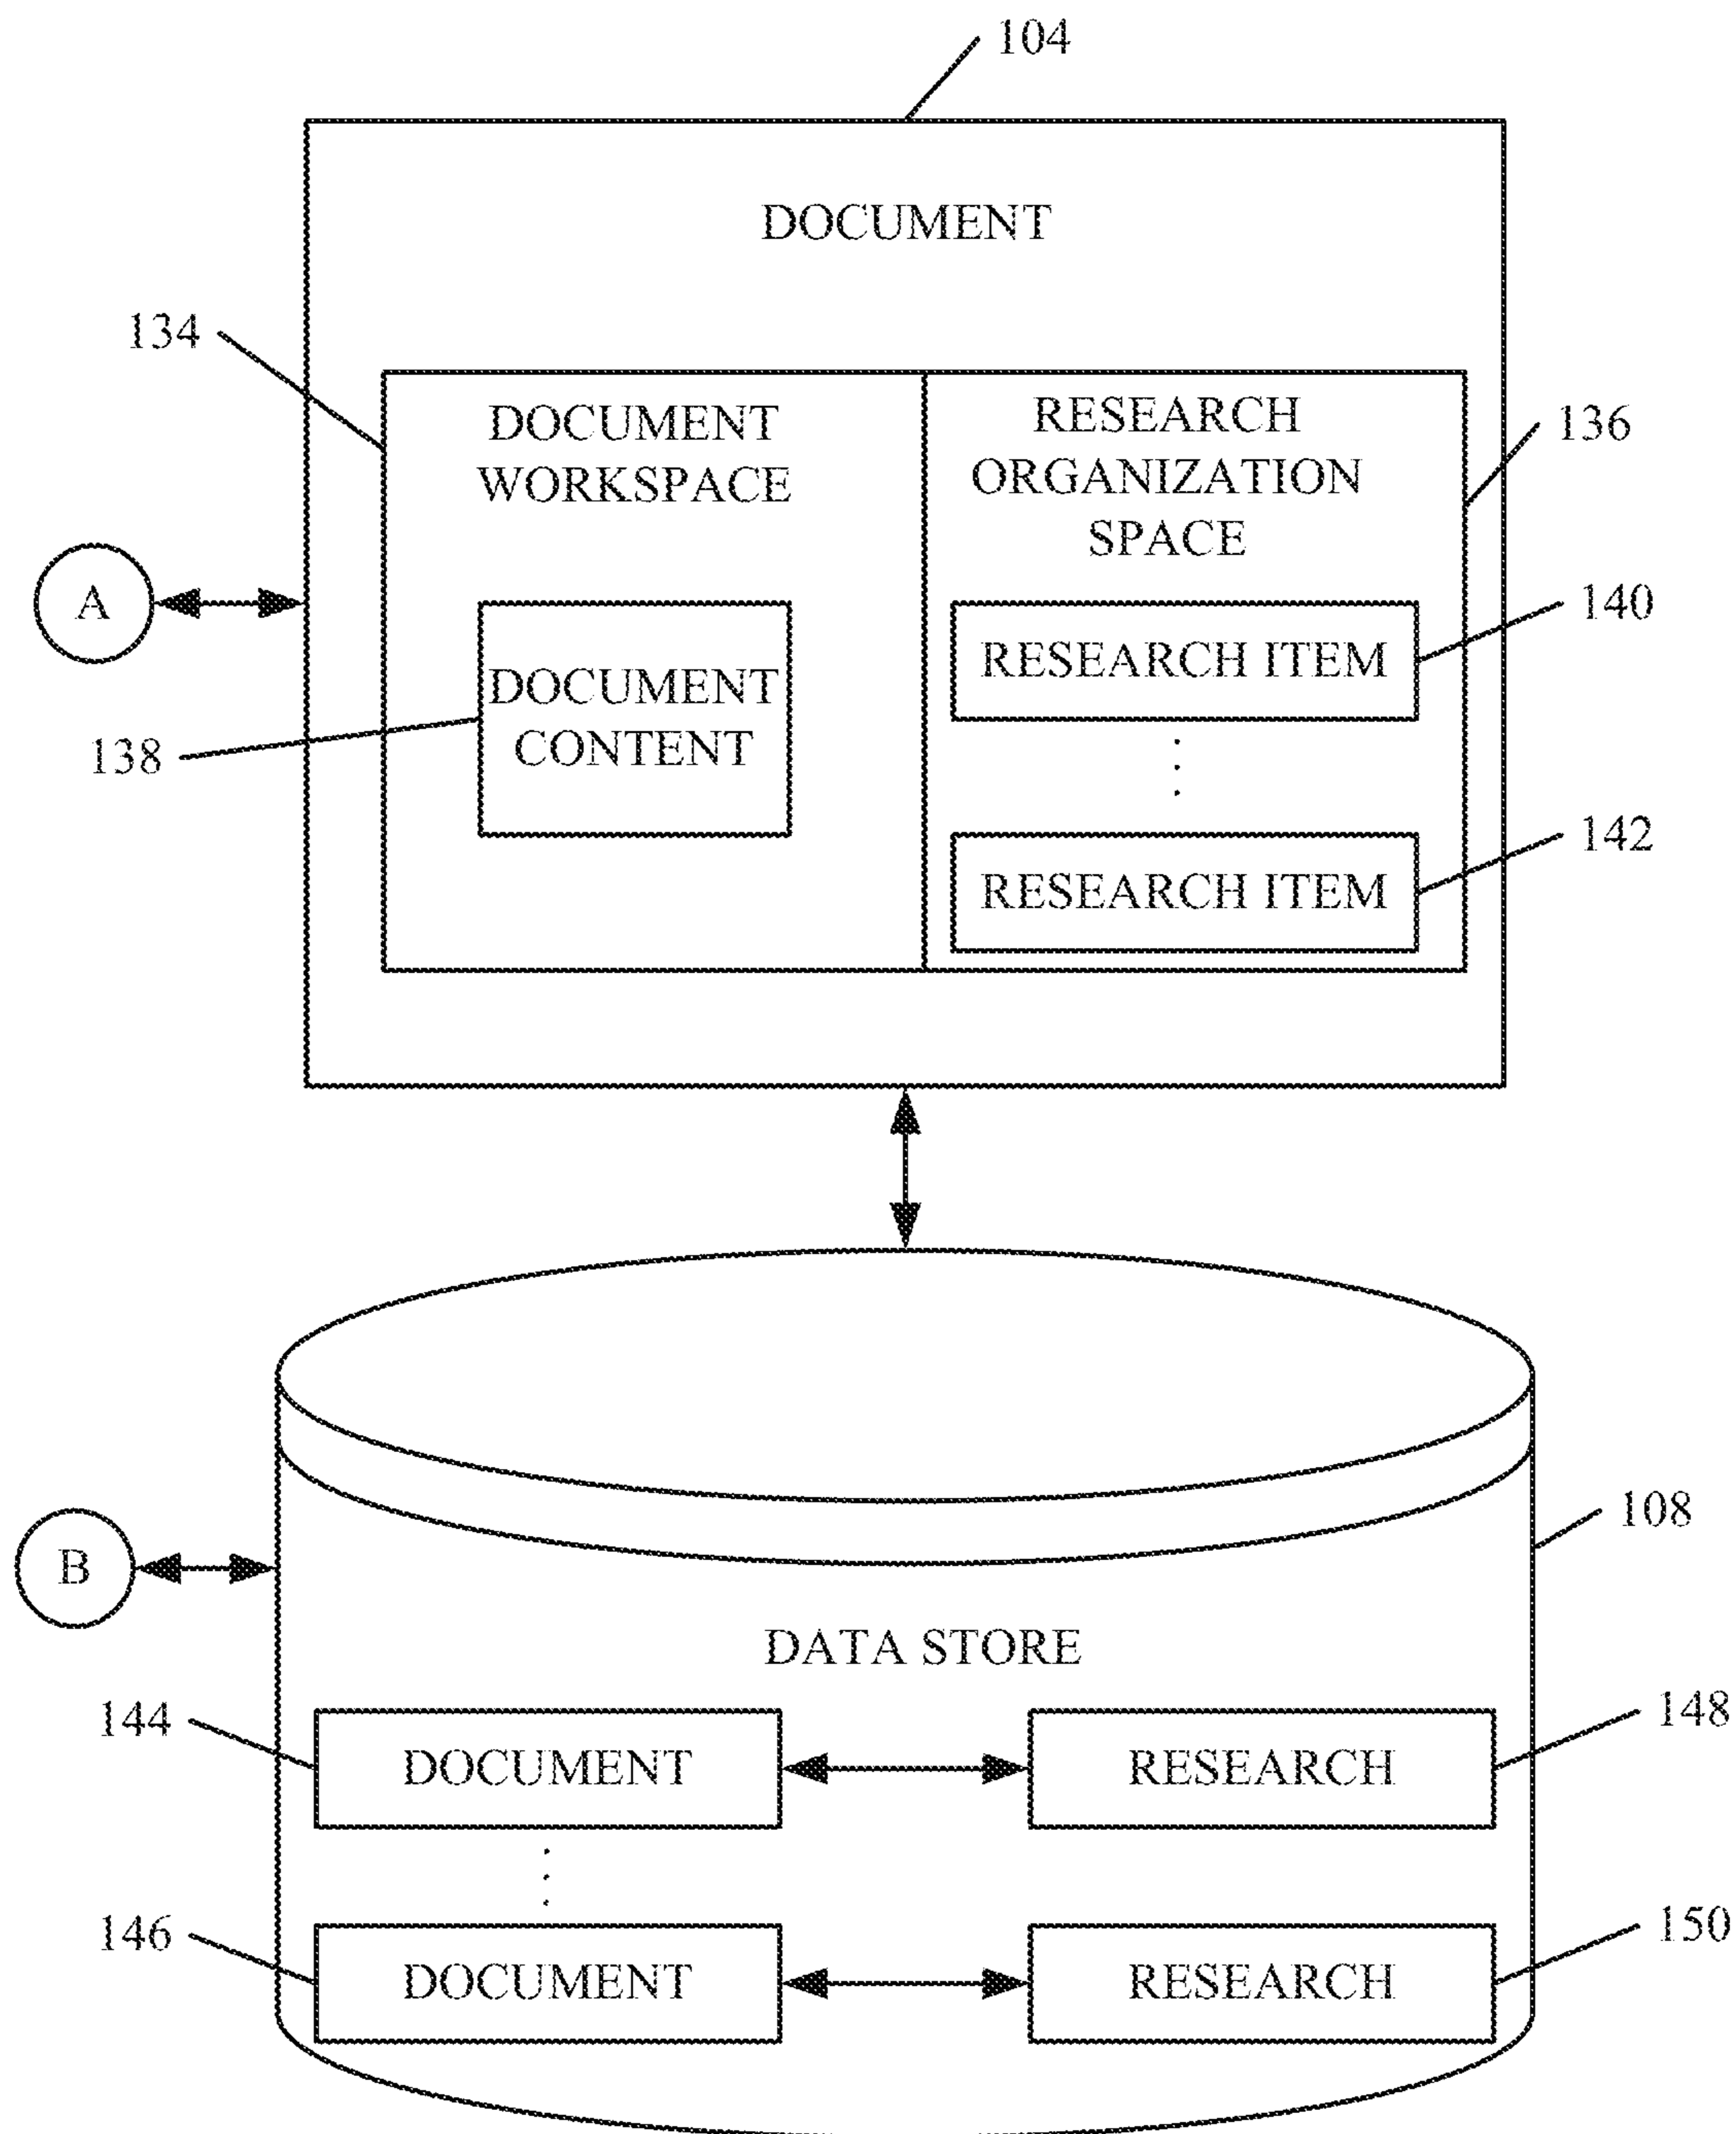 104
DOCUMENT
134
DOCUMENT
WORKSPACE
RESEARCH
ORGANIZATION
SPACE
136
A
DOCUMENT
CONTENT
138
RESEARCH ITEM
140
RESEARCH ITEM
142
108
B
DATA STORE
144
DOCUMENT
RESEARCH
148
146
DOCUMENT
RESEARCH
150